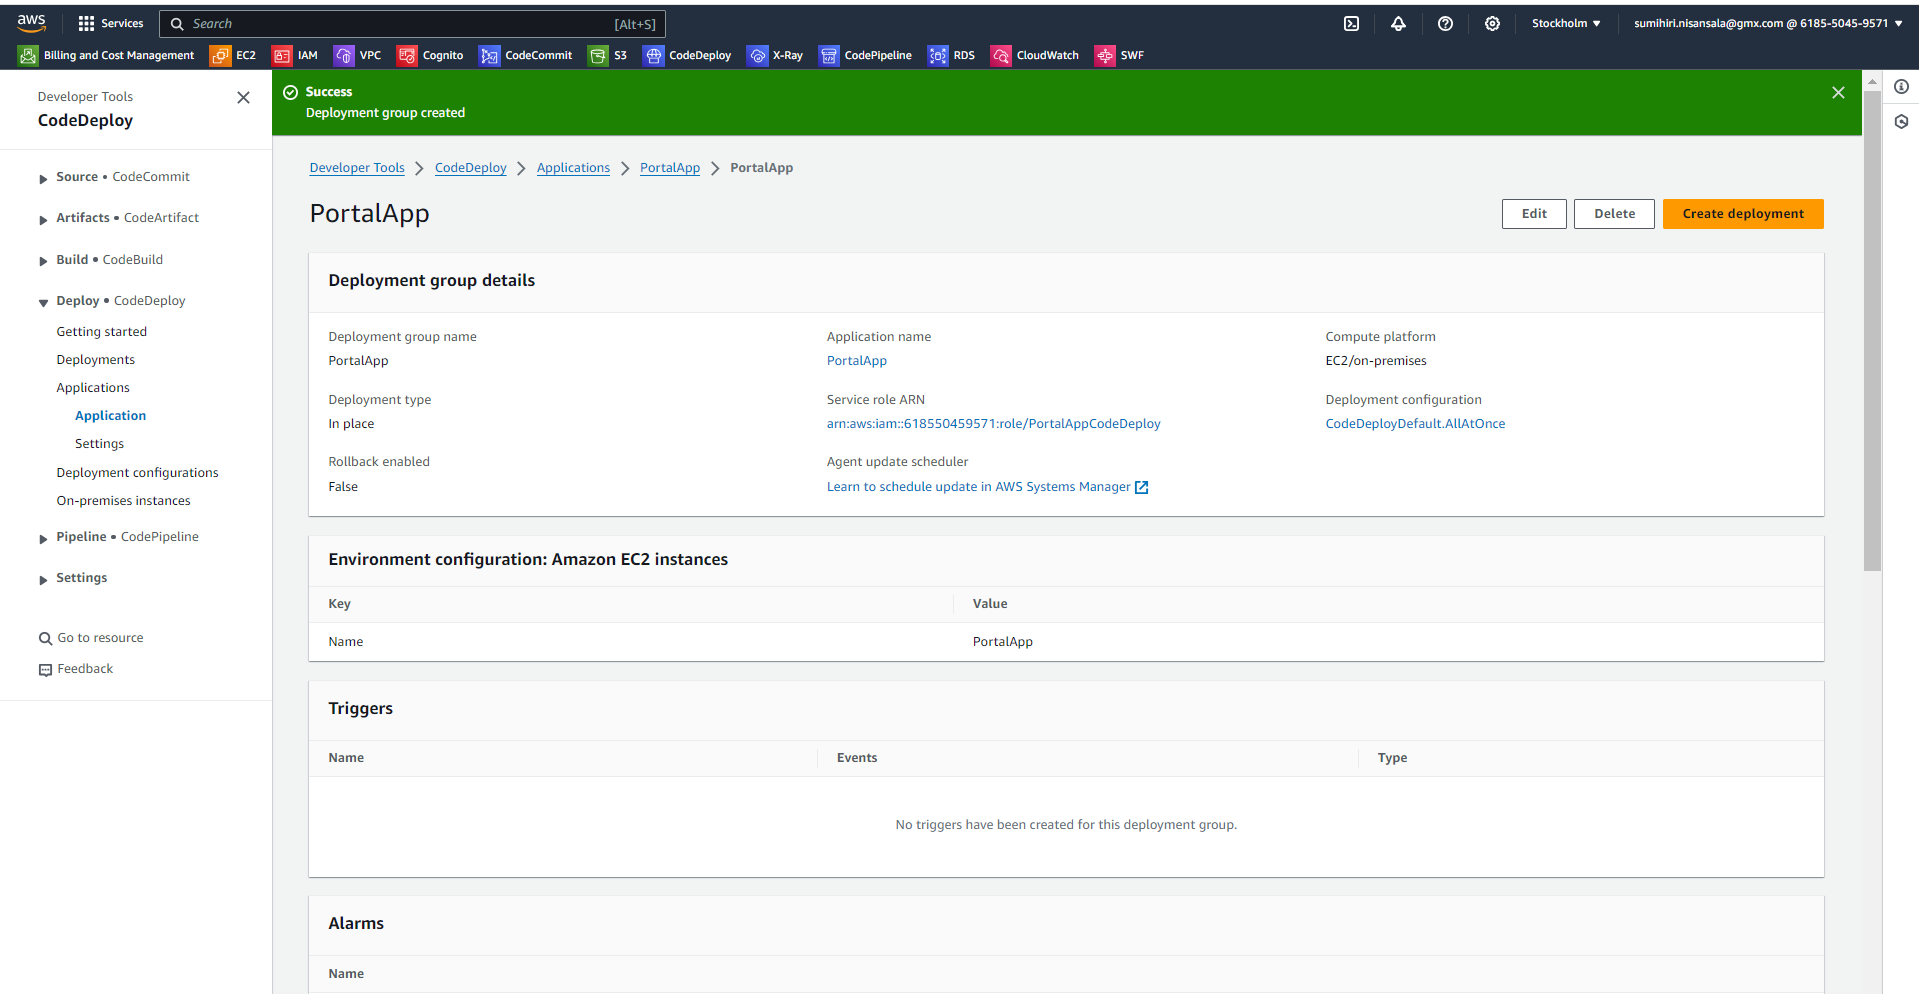 aws
Services
Search
[Alt+S]
Stockholm
sumihiri.nisansala@gmx.com @ 6185-5045-9571
Billing and Cost Management
EC2
IAM
VPC
Cognito
CodeCommit
S3
CodeDeploy
X-Ray
CodePipeline
RDS
CloudWatch
SWF
Developer Tools
CodeDeploy
Source • CodeCommit
Artifacts • CodeArtifact
Build • CodeBuild
Deploy • CodeDeploy
Getting started
Deployments
Applications
Application
Settings
Deployment configurations
On-premises instances
Pipeline • CodePipeline
Settings
Go to resource
Feedback
Success
Deployment group created
Developer Tools
CodeDeploy
Applications
PortalApp
PortalApp
PortalApp
Edit
Delete
Create deployment
Deployment group details
Deployment group name
PortalApp
Application name
PortalApp
Compute platform
EC2/on-premises
Deployment type
In place
Service role ARN
arn:aws:iam::618550459571:role/PortalAppCodeDeploy
Deployment configuration
CodeDeployDefault.AllAtOnce
Rollback enabled
False
Agent update scheduler
Learn to schedule update in AWS Systems Manager
Environment configuration: Amazon EC2 instances
Key
Value
Name
PortalApp
Triggers
Name
Events
Type
No triggers have been created for this deployment group.
Alarms
Name